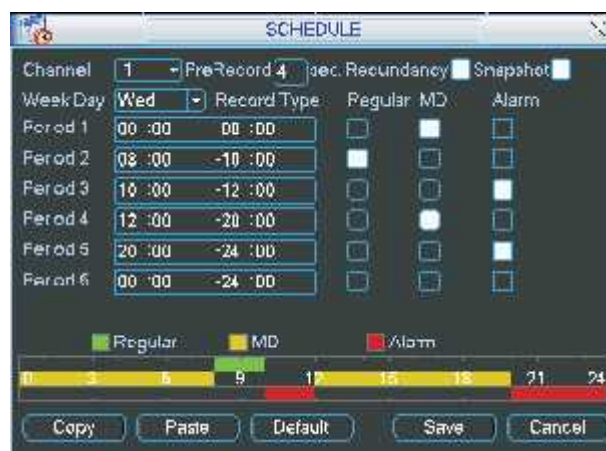 SCHEDULE
Channel 1 PreRecord 4 sec. Redundancy Snapshot
Week Day Wed Record Type Regular MD Alarm
Period 1 00 :00 08 :00
Period 2 08 :00 -10 :00
Period 3 10 :00 -12 :00
Period 4 12 :00 -20 :00
Period 5 20 :00 -24 :00
Period 6 00 :00 -24 :00
Regular MD Alarm
0 3 6 9 12 15 18 21 24
Copy Paste Default Save Cancel